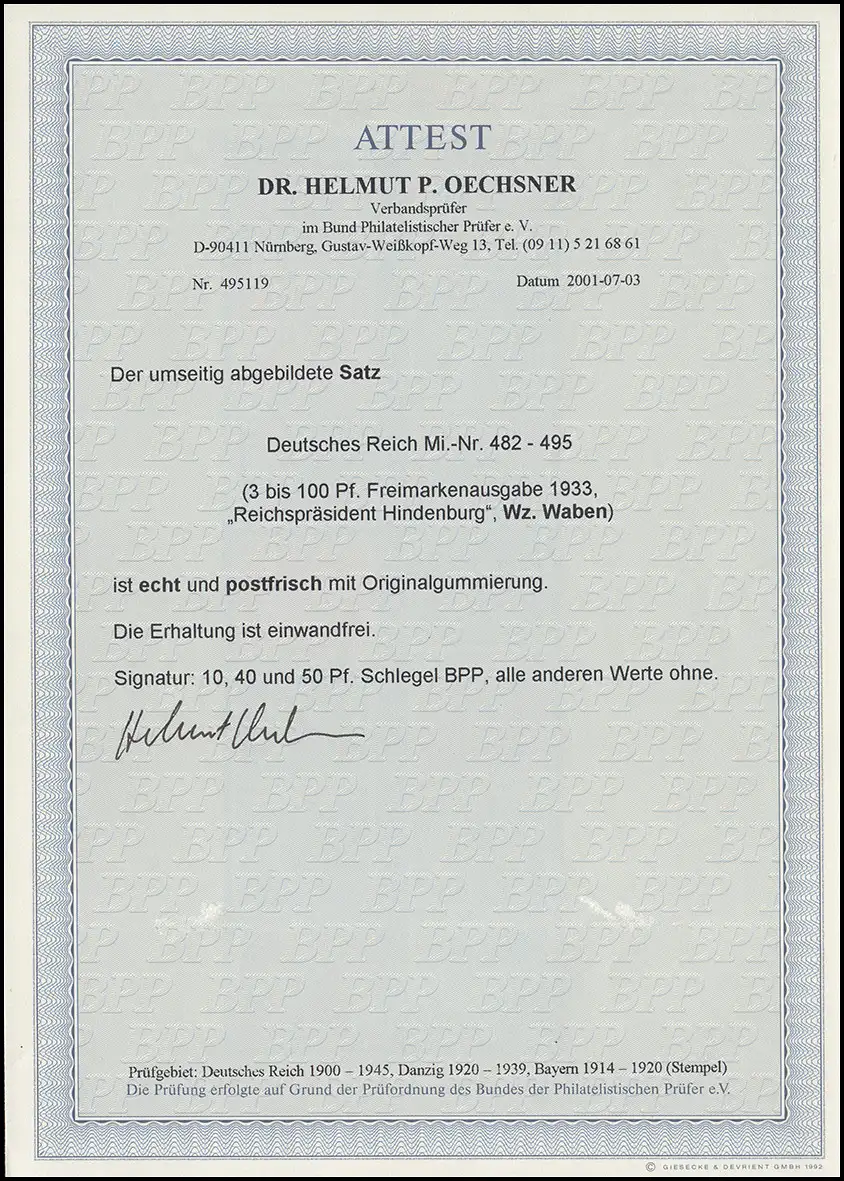 ATTEST
DR. HELMUT P. OECHSNER
Verbandsprüfer
im Bund Philatelistischer Prüfer e. V.
D-90411 Nürnberg, Gustav-Weißkopf-Weg 13, Tel. (09 11) 5 21 68 61
Nr. 495119 Datum 2001-07-03
Der umseitig abgebildete Satz
Deutsches Reich Mi.-Nr. 482 - 495
(3 bis 100 Pf. Freimarkenausgabe 1933,
„Reichspräsident Hindenburg“, Wz. Waben)
ist echt und postfrisch mit Originalgummierung.
Die Erhaltung ist einwandfrei.
Signatur: 10, 40 und 50 Pf. Schlegel BPP, alle anderen Werte ohne.
Prüfgebiet: Deutsches Reich 1900 – 1945, Danzig 1920 – 1939, Bayern 1914 – 1920 (Stempel)
Die Prüfung erfolgte auf Grund der Prüfordnung des Bundes der Philatelistischen Prüfer e.V.
© GIESECKE & DEVRIENT GMBH 1992